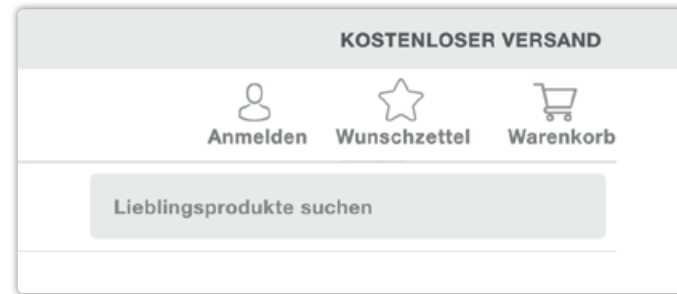 KOSTENLOSER VERSAND
Anmelden Wunschzettel Warenkorb
Lieblingsprodukte suchen